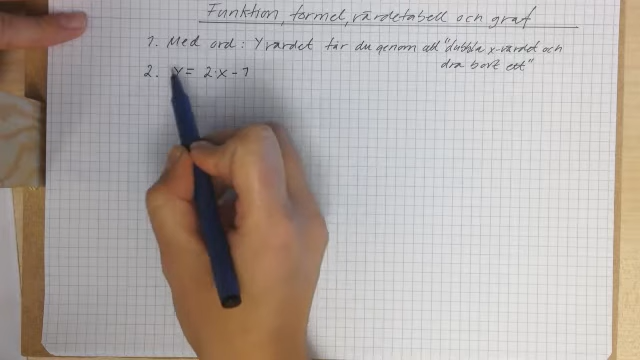 Funktion, formel, värdetabell och graf
1. Med ord: Y värdet får du genom att "dubbla x-värdet och
dra bort ett"
2. y = 2·x - 1